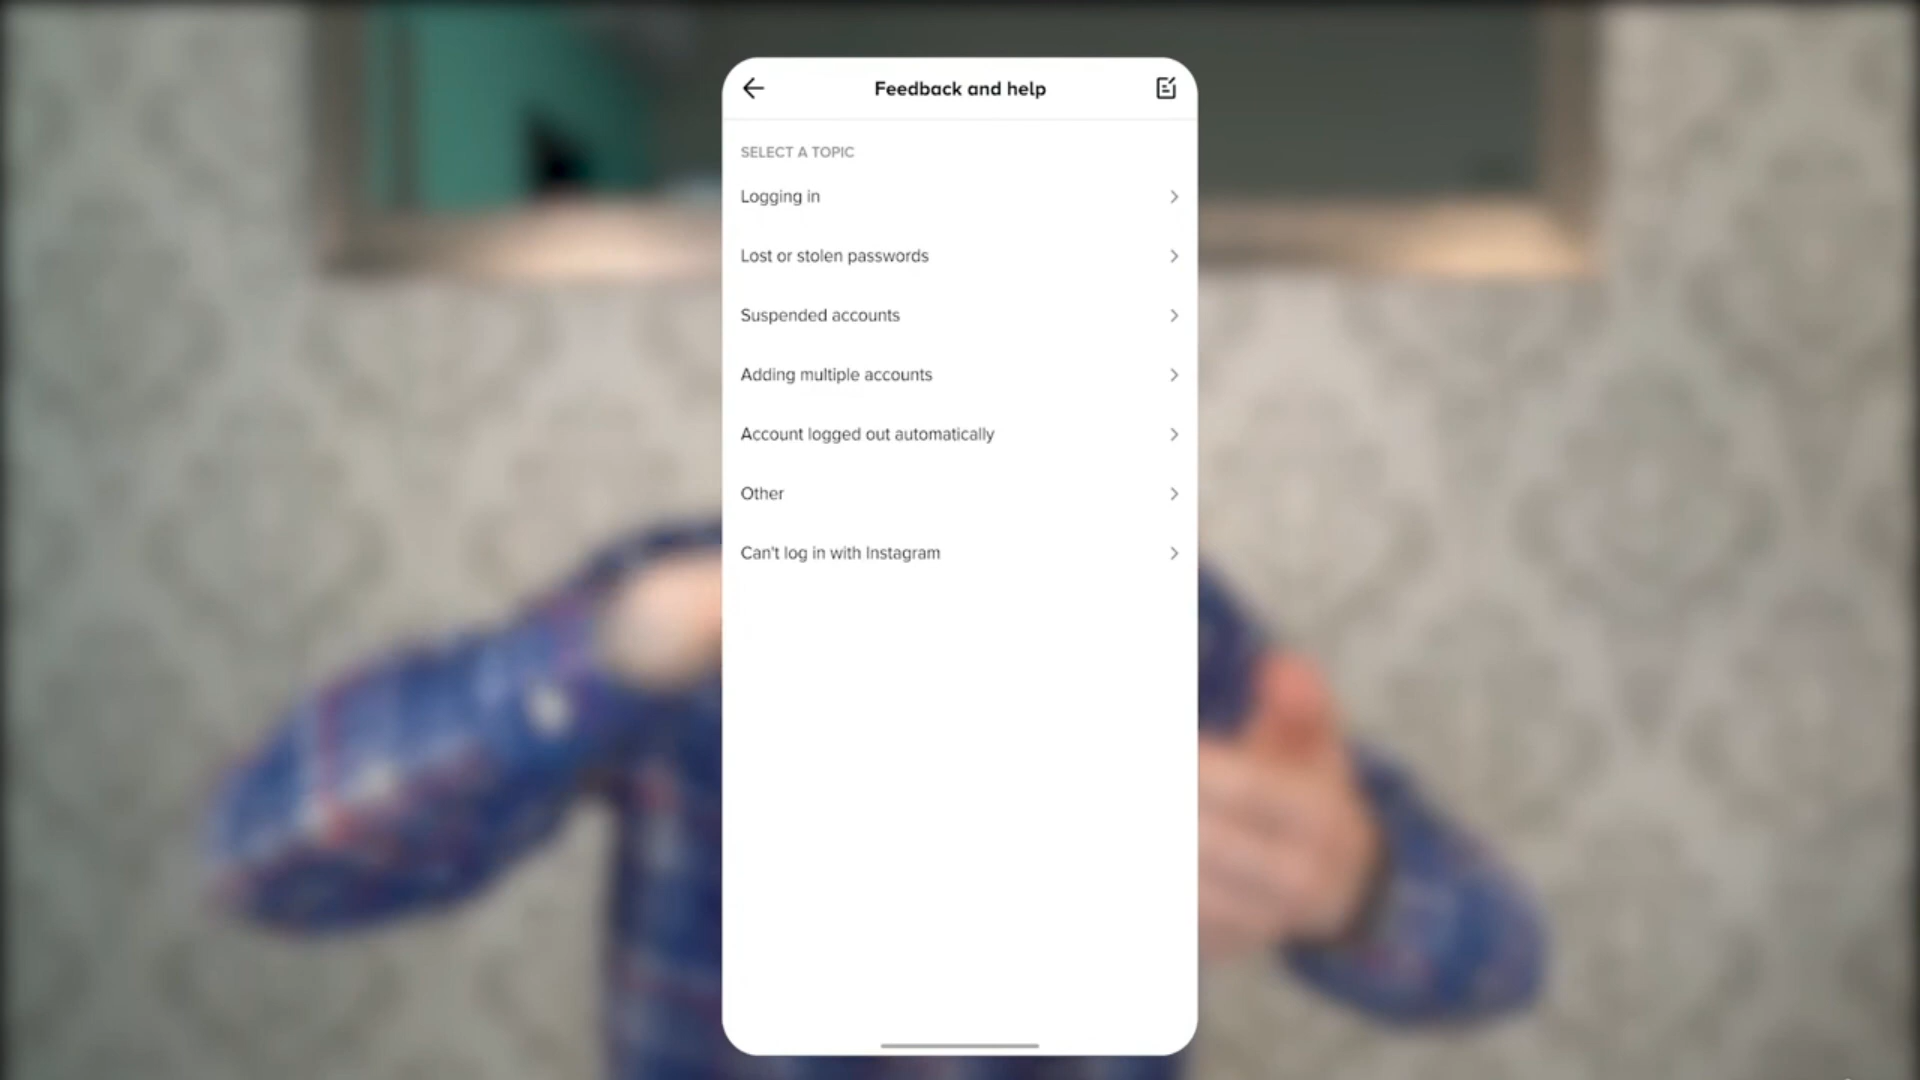 Feedback and help
SELECT A TOPIC
Logging in
Lost or stolen passwords
Suspended accounts
Adding multiple accounts
Account logged out automatically
Other
Can't log in with Instagram